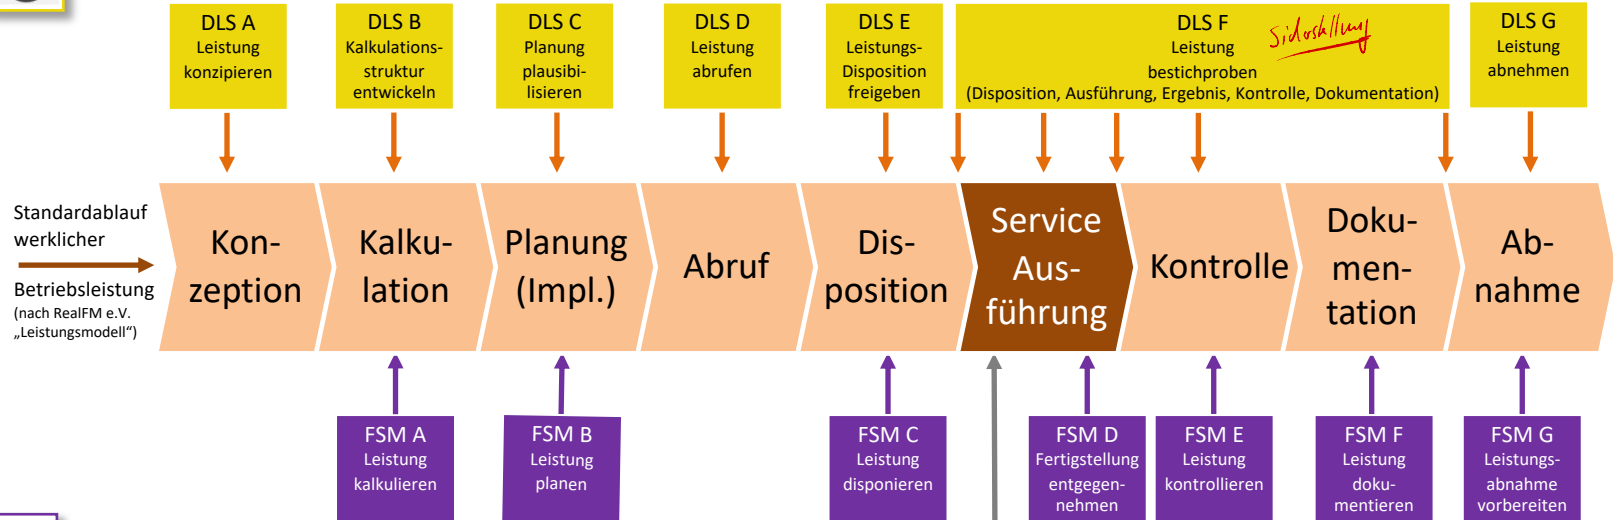 DLS A
Leistung
konzipieren
DLS B
Kalkulations-
struktur
entwickeln
DLS C
Planung
plausibi-
lisieren
DLS D
Leistung
abrufen
DLS E
Leistungs-
Disposition
freigeben
DLS F
Leistung
bestichproben
(Disposition, Ausführung, Ergebnis, Kontrolle, Dokumentation)
DLS G
Leistung
abnehmen
Standardablauf
werklicher
Betriebsleistung
(nach RealFM e.V.
„Leistungsmodell“)
Kon-
zeption
Kalku-
lation
Planung
(Impl.)
Abruf
Dis-
position
Service
Aus-
führung
Kontrolle
Doku-
men-
tation
Ab-
nahme
FSM A
Leistung
kalkulieren
FSM B
Leistung
planen
FSM C
Leistung
disponieren
FSM D
Fertigstellung
entgegen-
nehmen
FSM E
Leistung
kontrollieren
FSM F
Leistung
doku-
mentieren
FSM G
Leistungs-
abnahme
vorbereiten